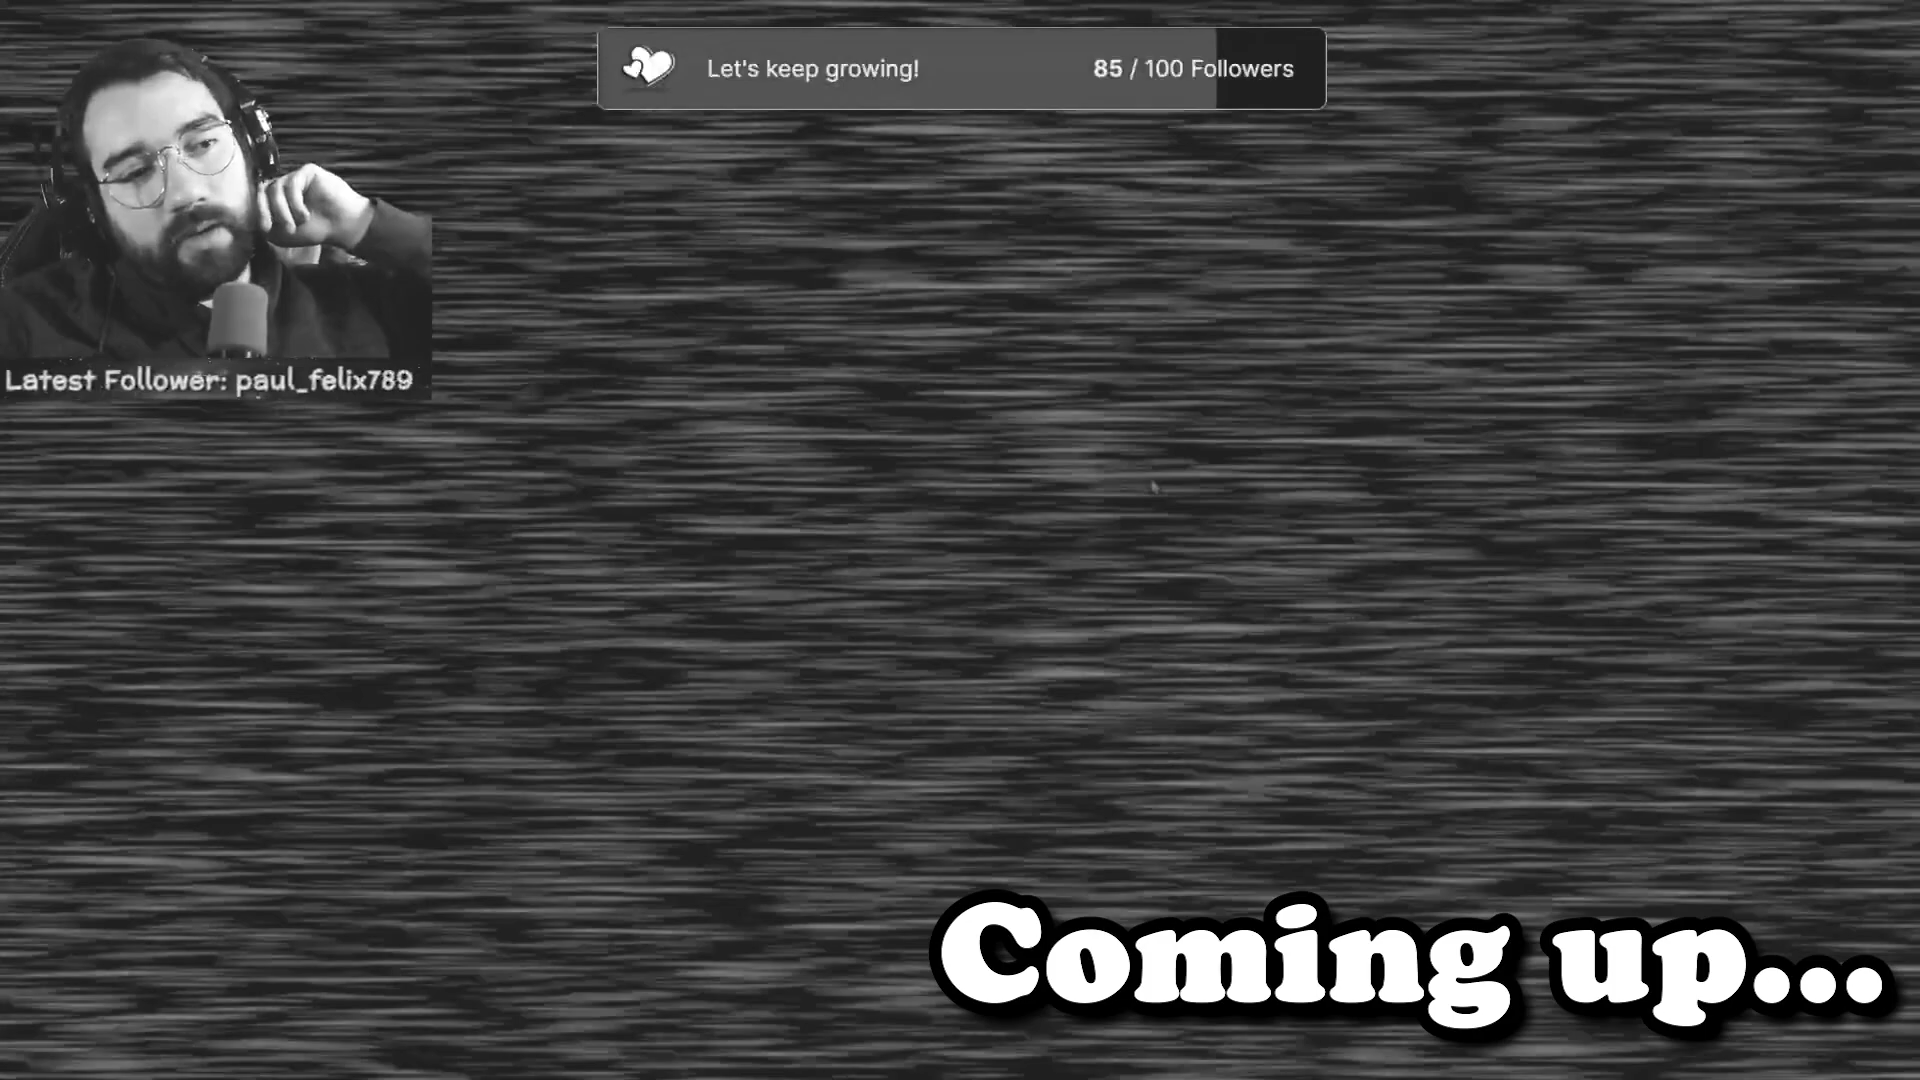 Let's keep growing!
85 / 100 Followers
Latest Follower: paul_felix789
Coming up...